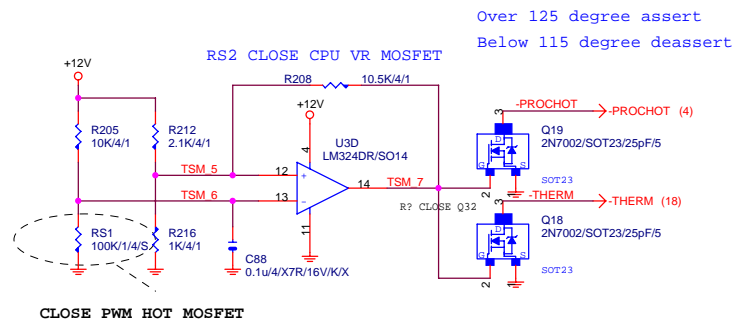 Over 125 degree assert
Below 115 degree deassert
RS2 CLOSE CPU VR MOSFET
+12V
R208
10.5K/4/1
+12V
R205
10K/4/1
R212
2.1K/4/1
U3D
LM324DR/SO14
4
3
-PROCHOT
-PROCHOT (4)
Q19
2N7002/SOT23/25pF/5
D
G
S
SOT23
2
1
TSM_5
12
+
TSM_6
13
-
14
TSM_7
11
R? CLOSE Q32
3
-THERM
-THERM (18)
Q18
2N7002/SOT23/25pF/5
D
G
S
SOT23
2
1
RS1
100K/1/4/S
R216
1K/4/1
C88
0.1u/4/X7R/16V/K/X
CLOSE PWM HOT MOSFET